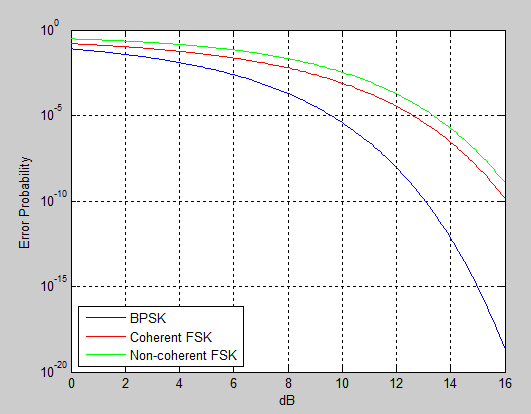 10^0
10^-5
10^-10
10^-15
10^-20
Error Probability
0 2 4 6 8 10 12 14 16
dB
BPSK
Coherent FSK
Non-coherent FSK